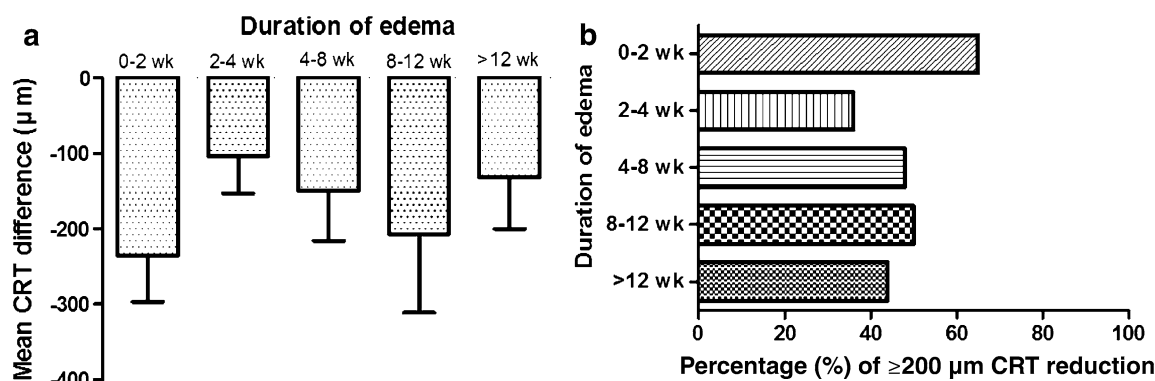 a
Duration of edema
0-2 wk 2-4 wk 4-8 wk 8-12 wk >12 wk
Mean CRT difference (µ m)
0
-100
-200
-300
-400
b
Duration of edema
0-2 wk
2-4 wk
4-8 wk
8-12 wk
>12 wk
0 20 40 60 80 100
Percentage (%) of ≥200 µm CRT reduction